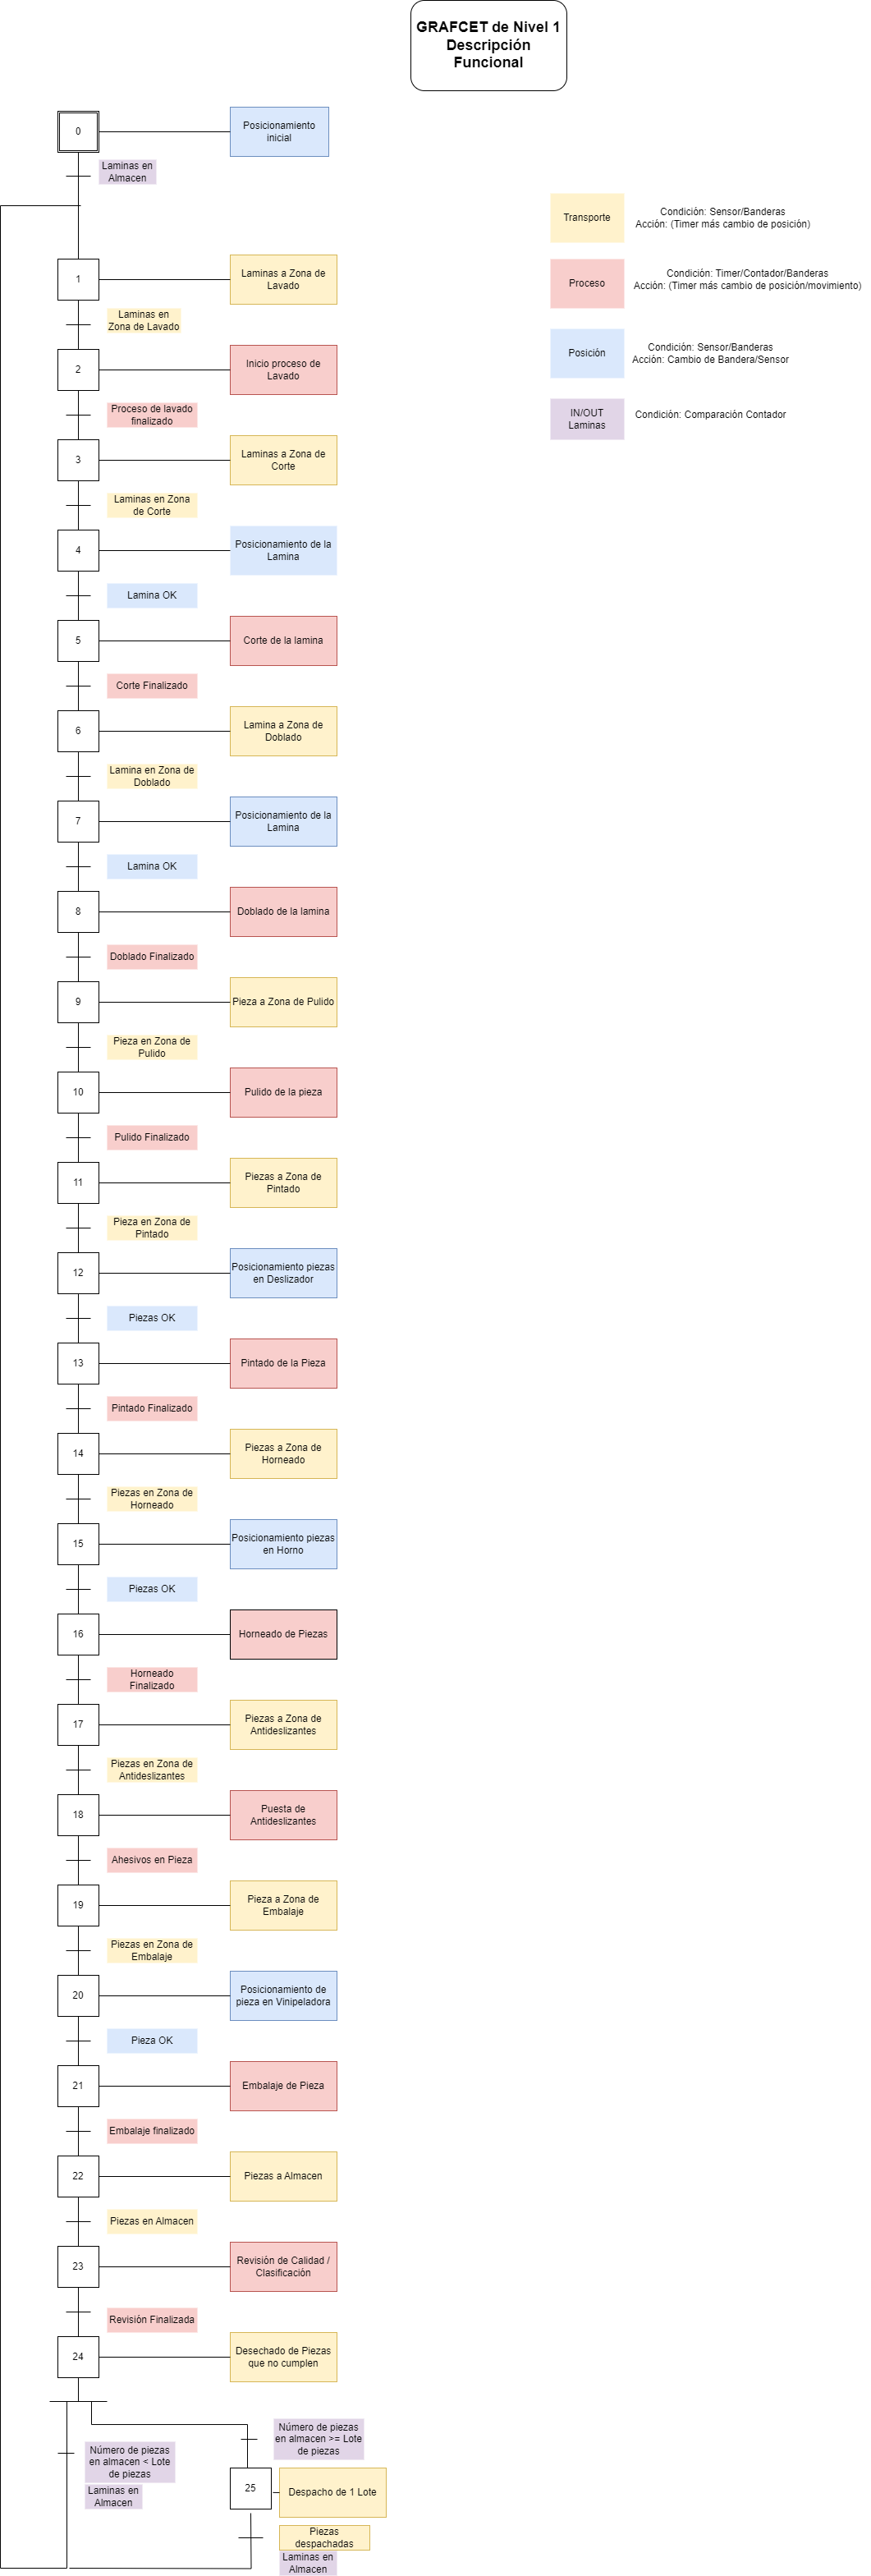 GRAFCET de Nivel 1
Descripción
Funcional
0
Posicionamiento
inicial
Laminas en
Almacen
Transporte
Condición: Sensor/Banderas
Acción: (Timer más cambio de posición)
1
Laminas a Zona de
Lavado
Proceso
Condición: Timer/Contador/Banderas
Acción: (Timer más cambio de posición/movimiento)
Laminas en
Zona de Lavado
Posición
Condición: Sensor/Banderas
Acción: Cambio de Bandera/Sensor
2
Inicio proceso de
Lavado
IN/OUT
Laminas
Condición: Comparación Contador
Proceso de lavado
finalizado
3
Laminas a Zona de
Corte
Laminas en Zona
de Corte
4
Posicionamiento de la
Lamina
Lamina OK
5
Corte de la lamina
Corte Finalizado
6
Lamina a Zona de
Doblado
Lamina en Zona de
Doblado
7
Posicionamiento de la
Lamina
Lamina OK
8
Doblado de la lamina
Doblado Finalizado
9
Pieza a Zona de Pulido
Pieza en Zona de
Pulido
10
Pulido de la pieza
Pulido Finalizado
11
Piezas a Zona de
Pintado
Pieza en Zona de
Pintado
12
Posicionamiento piezas
en Deslizador
Piezas OK
13
Pintado de la Pieza
Pintado Finalizado
14
Piezas a Zona de
Horneado
Piezas en Zona de
Horneado
15
Posicionamiento piezas
en Horno
Piezas OK
16
Horneado de Piezas
Horneado
Finalizado
17
Piezas a Zona de
Antideslizantes
Piezas en Zona de
Antideslizantes
18
Puesta de
Antideslizantes
Ahesivos en Pieza
19
Pieza a Zona de
Embalaje
Piezas en Zona de
Embalaje
20
Posicionamiento de
pieza en Vinipeladora
Pieza OK
21
Embalaje de Pieza
Embalaje finalizado
22
Piezas a Almacen
Piezas en Almacen
23
Revisión de Calidad /
Clasificación
Revisión Finalizada
24
Desechado de Piezas
que no cumplen
Número de piezas
en almacen >= Lote
de piezas
Número de piezas
en almacen < Lote
de piezas
Laminas en
Almacen
25
Despacho de 1 Lote
Piezas
despachadas
Laminas en
Almacen